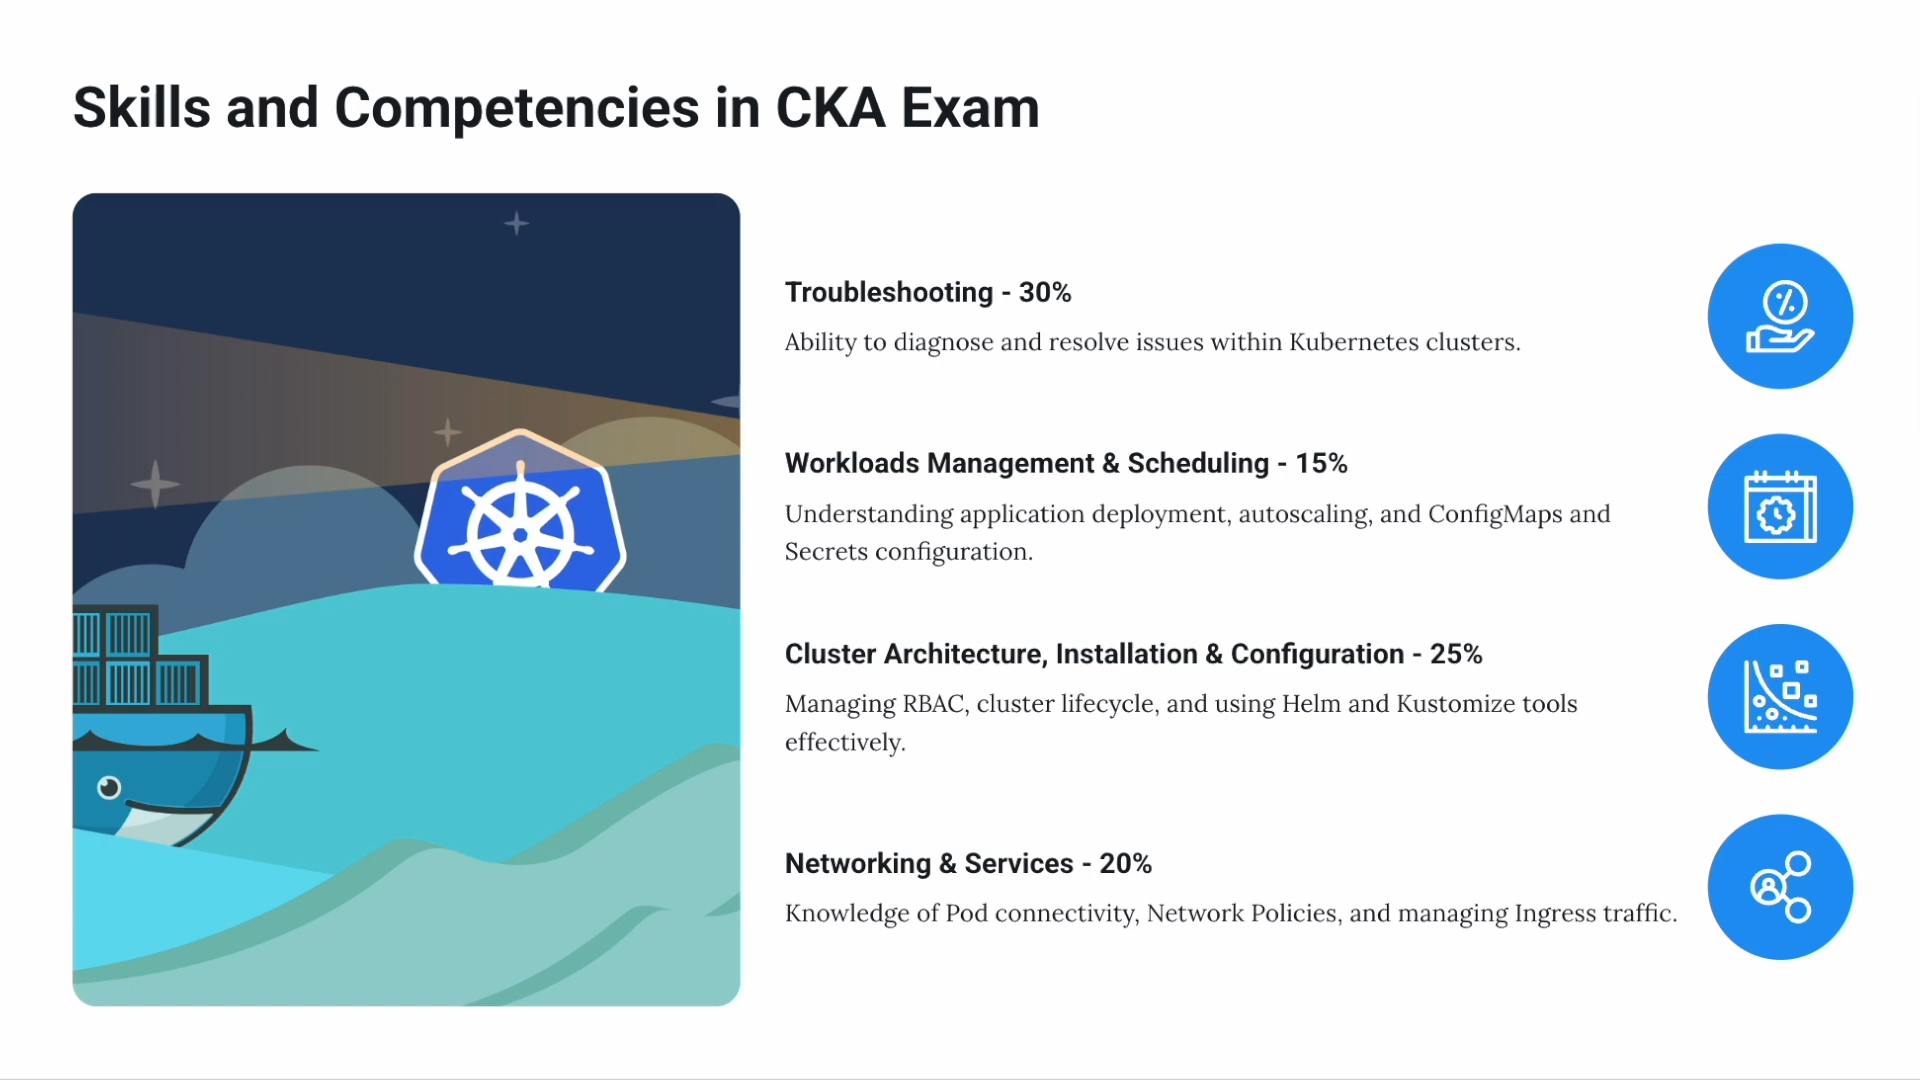 Skills and Competencies in CKA Exam
Troubleshooting - 30%
Ability to diagnose and resolve issues within Kubernetes clusters.
Workloads Management & Scheduling - 15%
Understanding application deployment, autoscaling, and ConfigMaps and
Secrets configuration.
Cluster Architecture, Installation & Configuration - 25%
Managing RBAC, cluster lifecycle, and using Helm and Kustomize tools
effectively.
Networking & Services - 20%
Knowledge of Pod connectivity, Network Policies, and managing Ingress traffic.